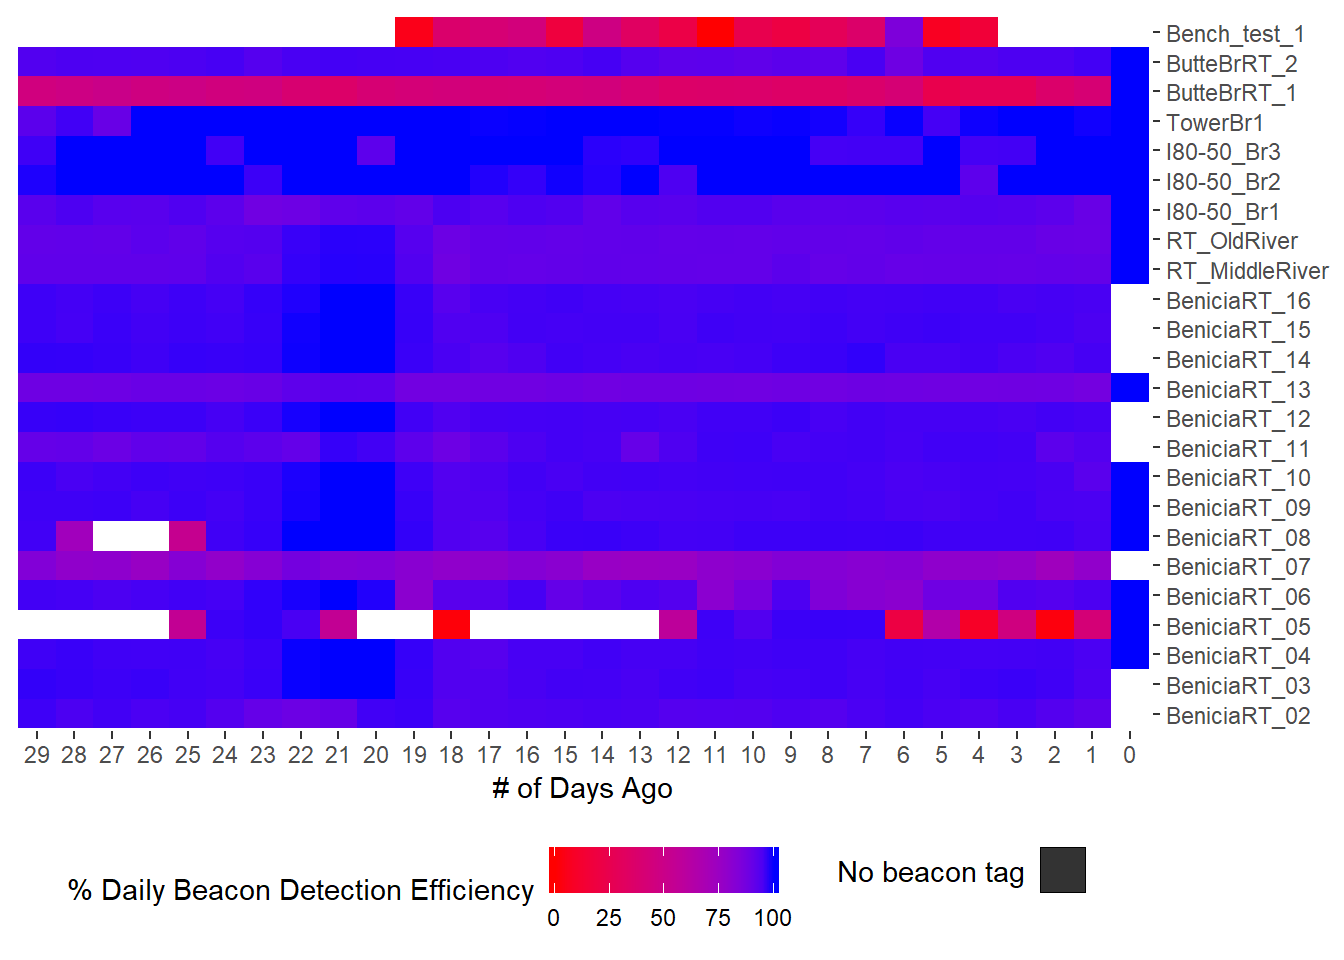 Bench_test_1
ButteBrRT_2
ButteBrRT_1
TowerBr1
I80-50_Br3
I80-50_Br2
I80-50_Br1
RT_OldRiver
RT_MiddleRiver
BeniciaRT_16
BeniciaRT_15
BeniciaRT_14
BeniciaRT_13
BeniciaRT_12
BeniciaRT_11
BeniciaRT_10
BeniciaRT_09
BeniciaRT_08
BeniciaRT_07
BeniciaRT_06
BeniciaRT_05
BeniciaRT_04
BeniciaRT_03
BeniciaRT_02
29 28 27 26 25 24 23 22 21 20 19 18 17 16 15 14 13 12 11 10 9 8 7 6 5 4 3 2 1 0
# of Days Ago
% Daily Beacon Detection Efficiency
0 25 50 75 100
No beacon tag